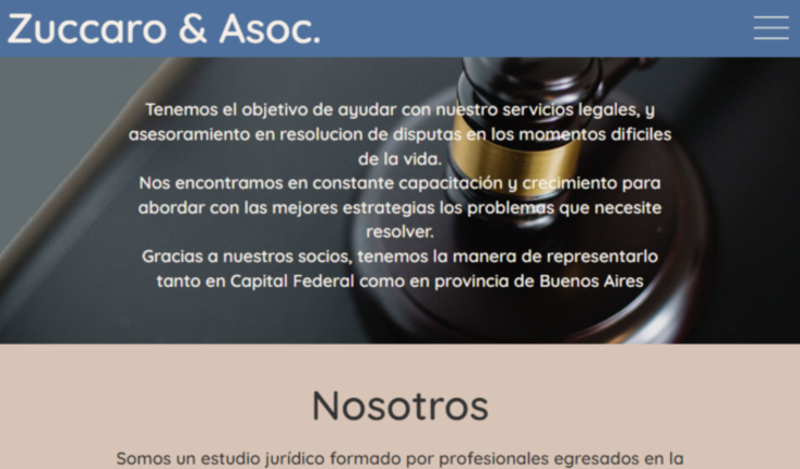 Zuccaro & Asoc.
Tenemos el objetivo de ayudar con nuestro servicios legales, y
asesoramiento en resolucion de disputas en los momentos dificiles
de la vida.
Nos encontramos en constante capacitación y crecimiento para
abordar con las mejores estrategias los problemas que necesite
resolver.
Gracias a nuestros socios, tenemos la manera de representarlo
tanto en Capital Federal como en provincia de Buenos Aires
Nosotros
Somos un estudio jurídico formado por profesionales egresados en la